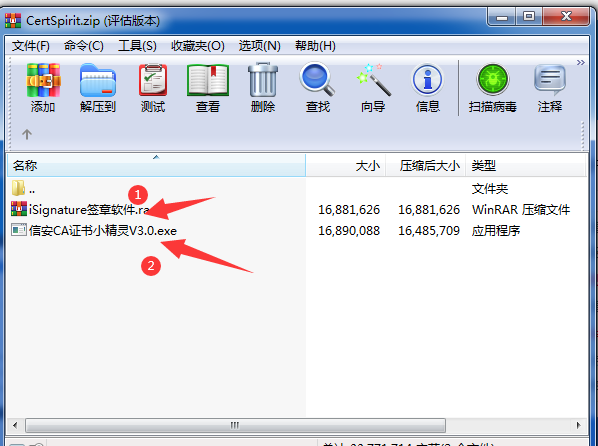 CertSpirit.zip (评估版本)
文件(F) 命令(C) 工具(S) 收藏夹(O) 选项(N) 帮助(H)
添加 解压到 测试 查看 删除 查找 向导 信息 扫描病毒 注释
名称 大小 压缩后大小 类型
.. 文件夹
1
iSignature签章软件.ra 16,881,626 16,881,626 WinRAR 压缩文件
信安CA证书小精灵V3.0.exe 16,890,088 16,485,709 应用程序
2